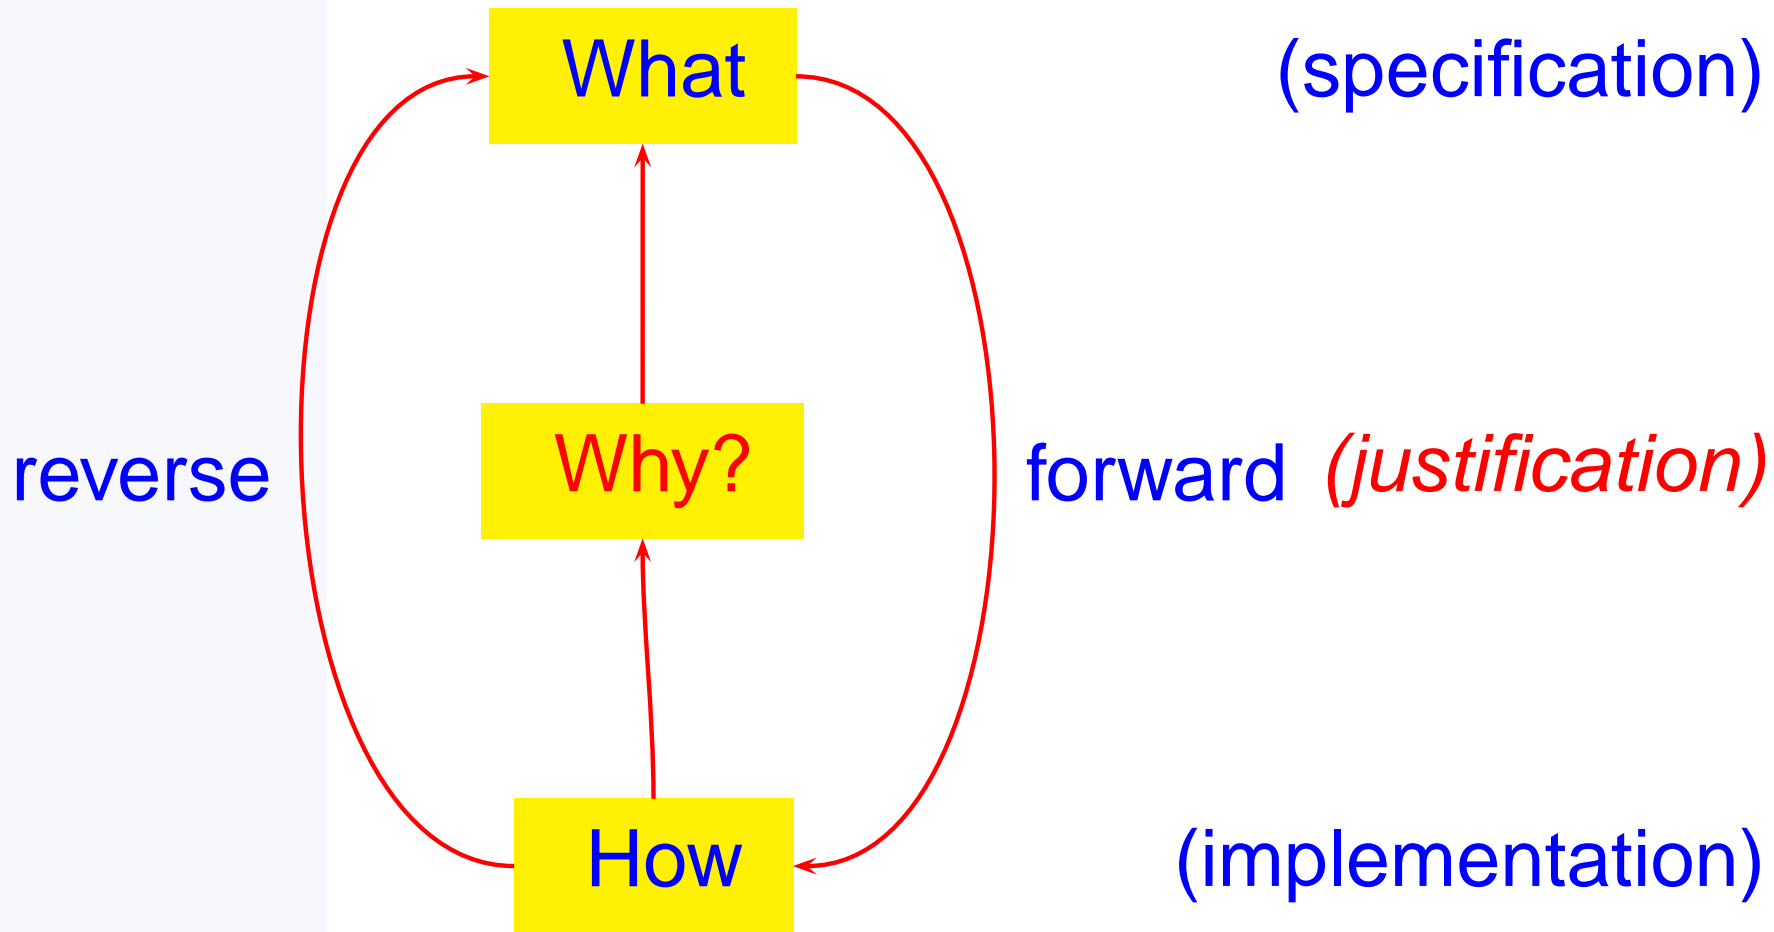 What (specification)
reverse Why? forward (justification)
How (implementation)